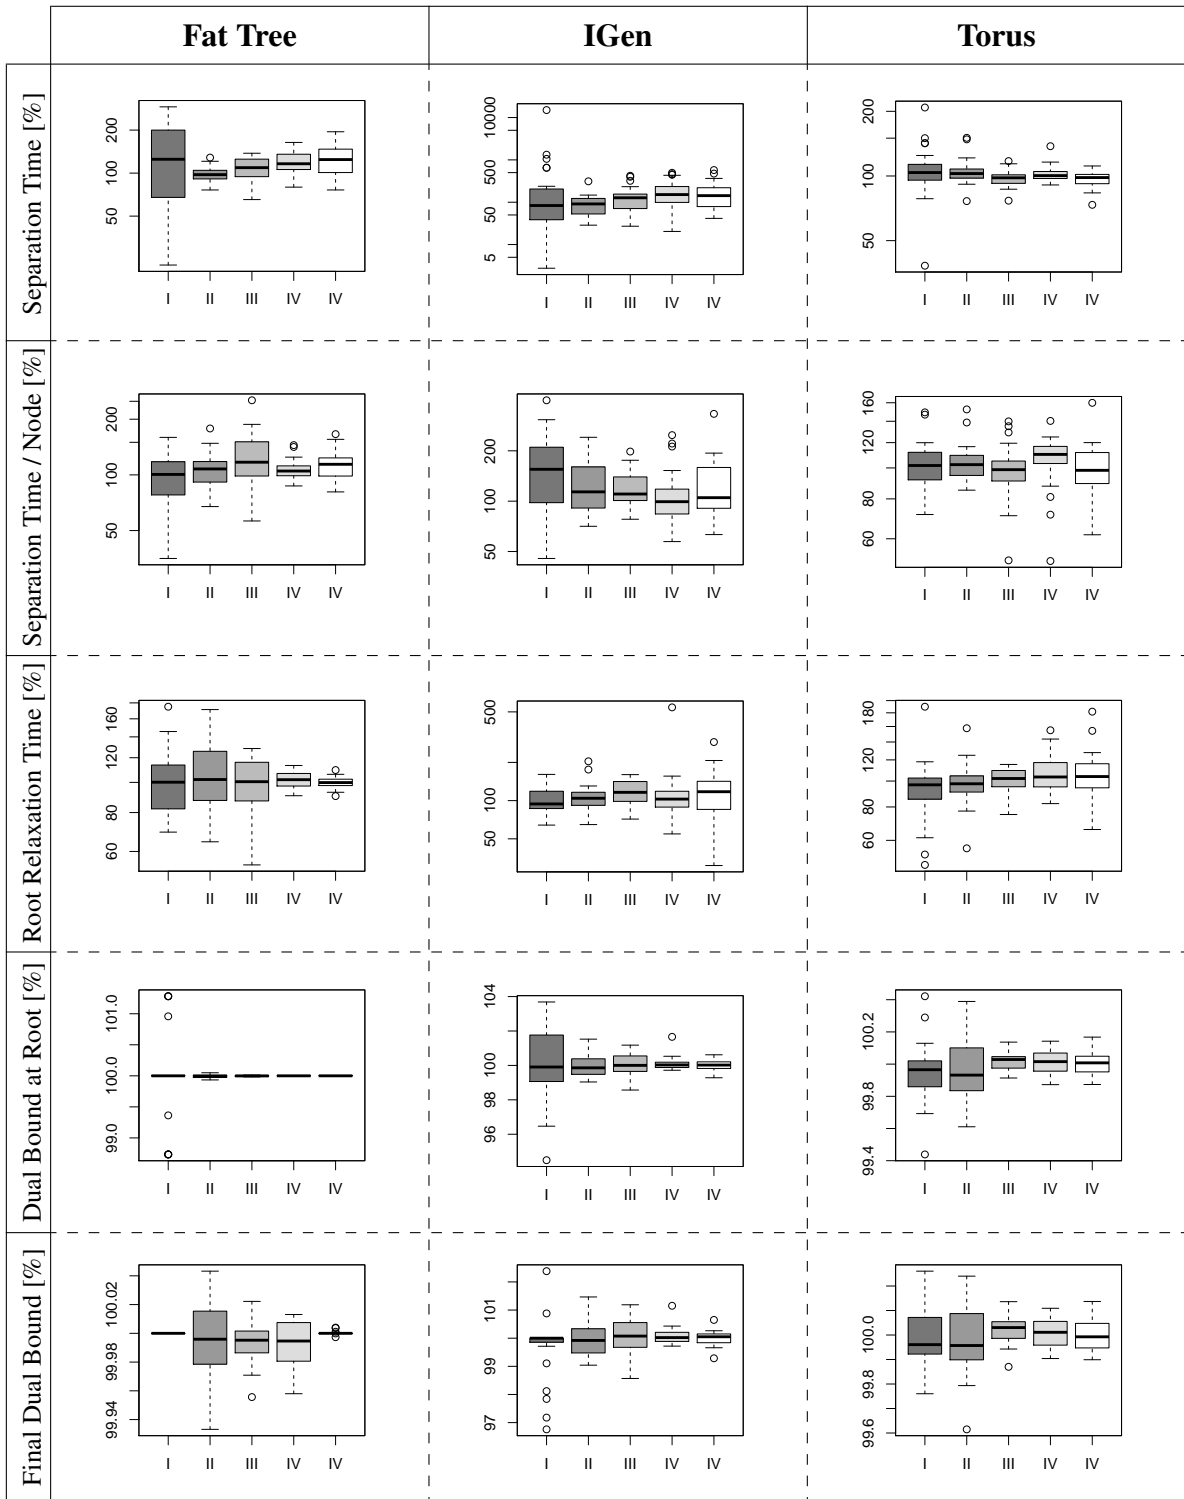 Fat Tree IGen Torus
Separation Time [%]
50 100 200
I II III IV IV
5 50 500 10000
I II III IV IV
50 100 200
I II III IV IV
Separation Time / Node [%]
50 100 200
I II III IV IV
50 100 200
I II III IV IV
60 80 120 160
I II III IV IV
Root Relaxation Time [%]
60 80 120 160
I II III IV IV
50 100 500
I II III IV IV
60 80 120 180
I II III IV IV
Dual Bound at Root [%]
99.0 100.0 101.0
I II III IV IV
96 98 100 104
I II III IV IV
99.4 99.8 100.2
I II III IV IV
Final Dual Bound [%]
99.94 99.98 100.02
I II III IV IV
97 99 101
I II III IV IV
99.6 99.8 100.0
I II III IV IV